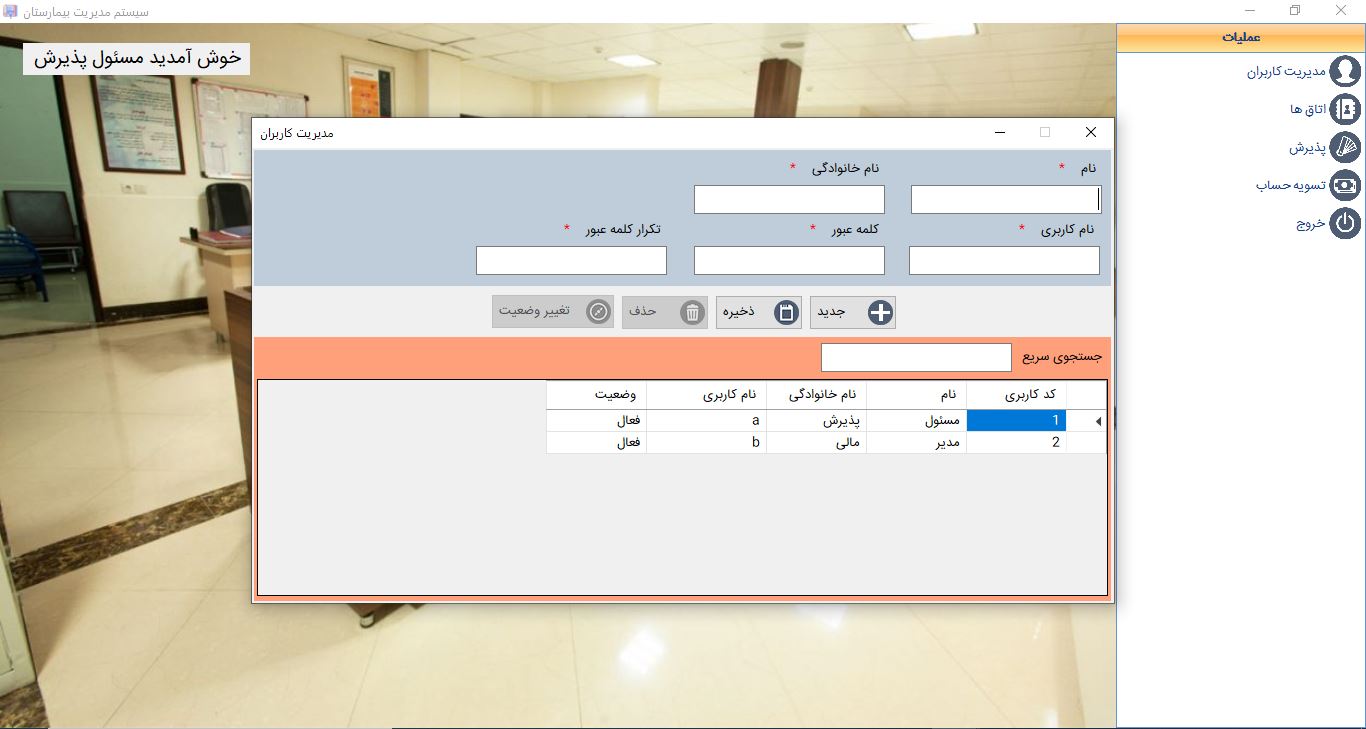 سیستم مدیریت بیمارستان
خوش آمدید مسئول پذیرش
عملیات
مدیریت کاربران
اتاق ها
پذیرش
تسویه حساب
خروج
مدیریت کاربران
نام * نام خانوادگی *
نام کاربری * کلمه عبور * تکرار کلمه عبور *
جدید ذخیره حذف تغییر وضعیت
جستجوی سریع
کد کاربری نام نام خانوادگی نام کاربری وضعیت
1 مسئول پذیرش a فعال
2 مدیر مالی b فعال